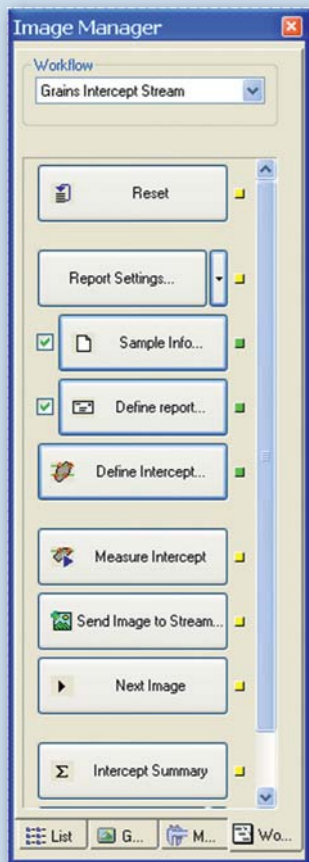 Image Manager
Workflow
Grains Intercept Stream
Reset
Report Settings...
Sample Info...
Define report...
Define Intercept...
Measure Intercept
Send Image to Stream...
Next Image
Σ Intercept Summary
List G... M... Wo...